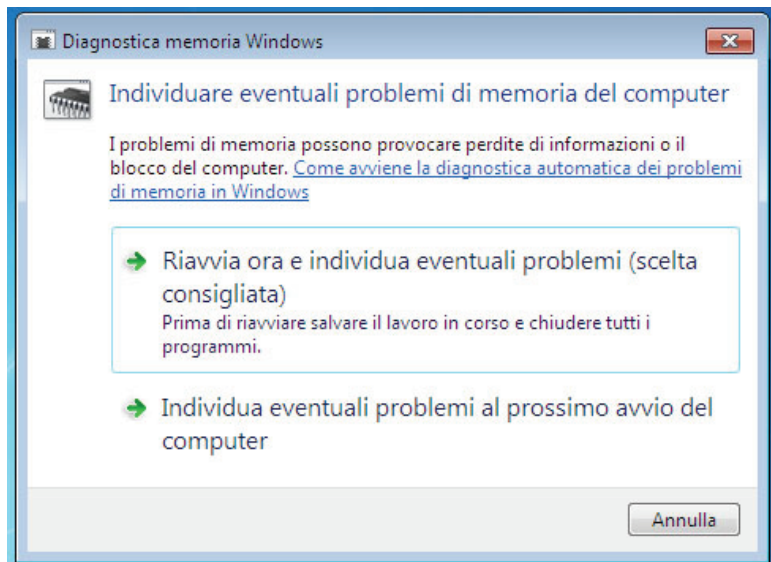 Diagnostica memoria Windows
Individuare eventuali problemi di memoria del computer
I problemi di memoria possono provocare perdite di informazioni o il
blocco del computer. Come avviene la diagnostica automatica dei problemi
di memoria in Windows
Riavvia ora e individua eventuali problemi (scelta
consigliata)
Prima di riavviare salvare il lavoro in corso e chiudere tutti i
programmi.
Individua eventuali problemi al prossimo avvio del
computer
Annulla